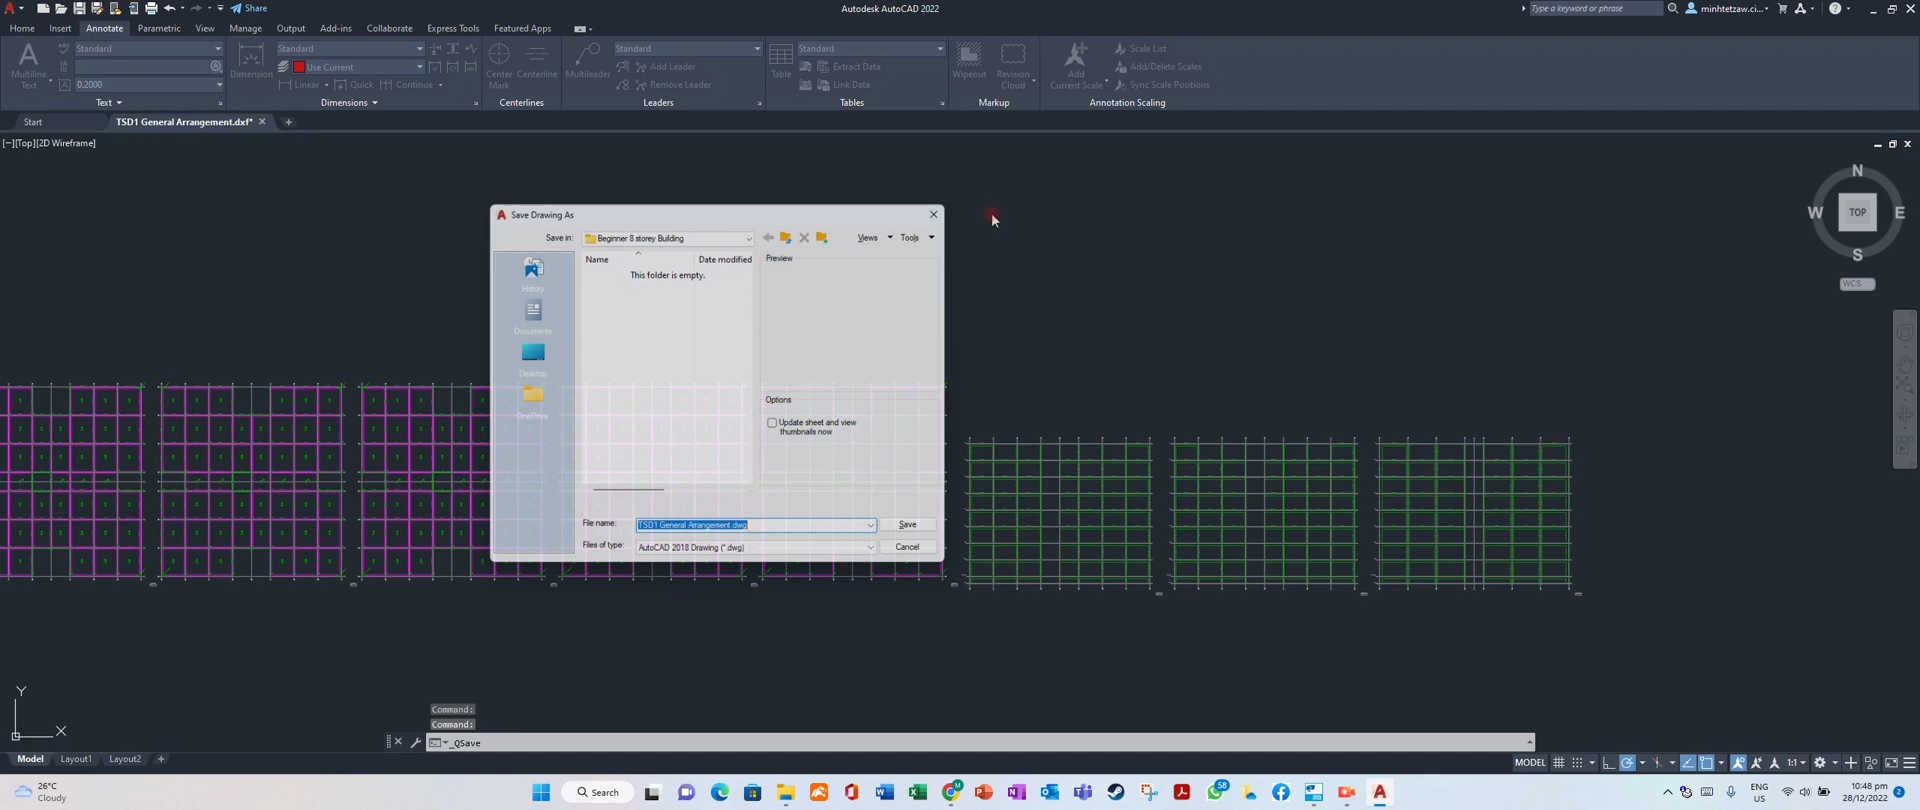 Share
Autodesk AutoCAD 2022
Type a keyword or phrase
minhtetzaw.ci...
Home Insert Annotate Parametric View Manage Output Add-ins Collaborate Express Tools Featured Apps
Standard Standard Standard Standard Scale List
Multiline Text Dimension Use Current Center Mark Centerline Multileader Add Leader Table Extract Data Wipeout Revision Cloud Add Current Scale Add/Delete Scales
0.2000 Linear Quick Continue Remove Leader Link Data Sync Scale Positions
Text Dimensions Centerlines Leaders Tables Markup Annotation Scaling
Start TSD1 General Arrangement.dxf*
[−][Top][2D Wireframe]
N
W TOP E
S
WCS
Save Drawing As
Save in: Beginner 8 storey Building Views Tools
Name Date modified Preview
This folder is empty.
History
Documents
Desktop
OneDrive
Options
Update sheet and view
thumbnails now
File name: TSD1 General Arrangement.dwg Save
Files of type: AutoCAD 2018 Drawing (*.dwg) Cancel
Y
X
Command:
Command:
_QSave
Model Layout1 Layout2 +
MODEL 1:1
26°C
Cloudy
Search
58
ENG
US
10:48 pm
28/12/2022
2